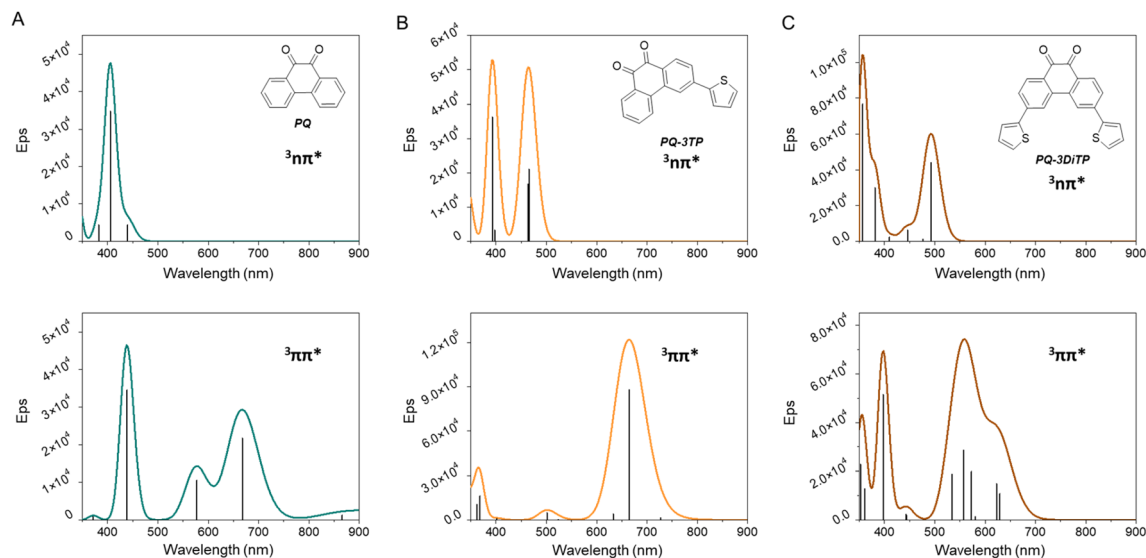 A
5×10⁴
4×10⁴
3×10⁴
2×10⁴
1×10⁴
0
Eps
O O
PQ
³nπ*
400 500 600 700 800 900
Wavelength (nm)
5×10⁴
4×10⁴
3×10⁴
2×10⁴
1×10⁴
0
Eps
³ππ*
400 500 600 700 800 900
Wavelength (nm)
B
6×10⁴
5×10⁴
4×10⁴
3×10⁴
2×10⁴
1×10⁴
0
Eps
O
O
S
PQ-3TP
³nπ*
400 500 600 700 800 900
Wavelength (nm)
1.2×10⁵
9.0×10⁴
6.0×10⁴
3.0×10⁴
0.0
Eps
³ππ*
400 500 600 700 800 900
Wavelength (nm)
C
1.0×10⁵
8.0×10⁴
6.0×10⁴
4.0×10⁴
2.0×10⁴
0
Eps
O O
S S
PQ-3DiTP
³nπ*
400 500 600 700 800 900
Wavelength (nm)
8.0×10⁴
6.0×10⁴
4.0×10⁴
2.0×10⁴
0.0
Eps
³ππ*
400 500 600 700 800 900
Wavelength (nm)